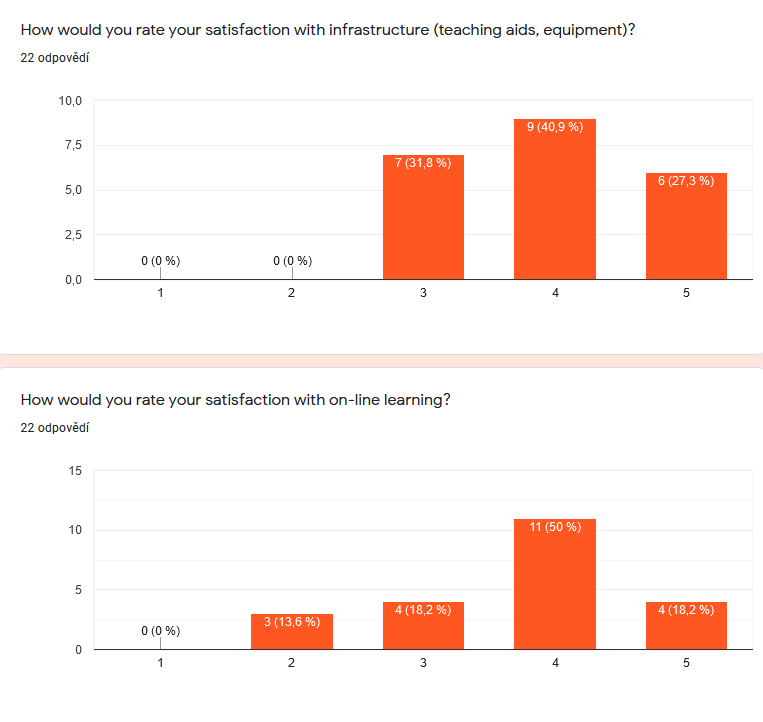 How would you rate your satisfaction with infrastructure (teaching aids, equipment)?
22 odpovědí
10,0
7,5
5,0
2,5
0,0
0 (0 %)
0 (0 %)
7 (31,8 %)
9 (40,9 %)
6 (27,3 %)
1 2 3 4 5
How would you rate your satisfaction with on-line learning?
22 odpovědí
15
10
5
0
0 (0 %)
3 (13,6 %)
4 (18,2 %)
11 (50 %)
4 (18,2 %)
1 2 3 4 5